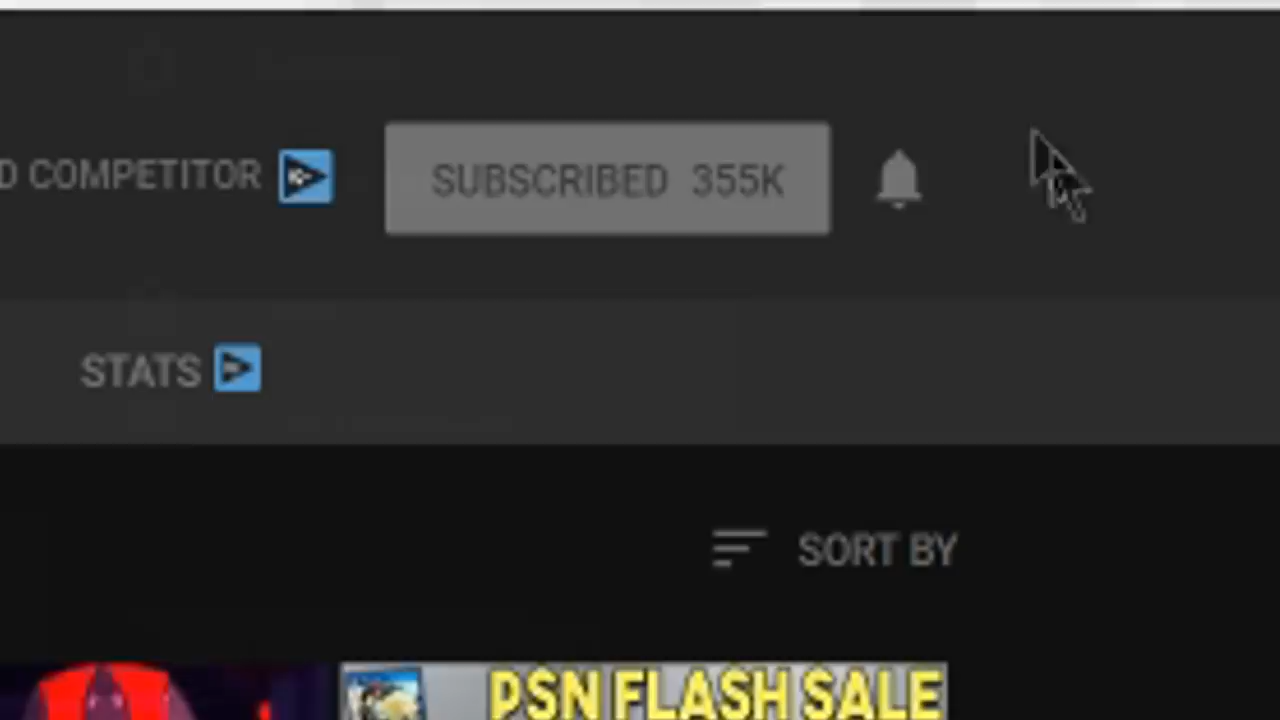 D COMPETITOR
SUBSCRIBED 355K
STATS
SORT BY
PSN FLASH SALE